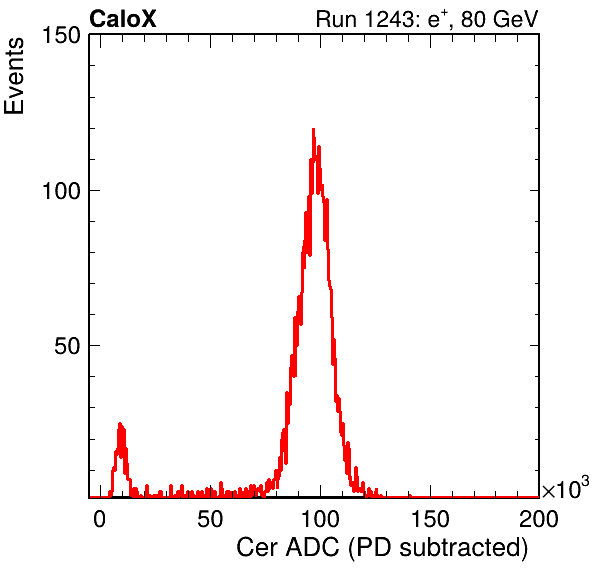 CaloX Run 1243: e⁺, 80 GeV
Events
150
100
50
0 50 100 150 200
×10³
Cer ADC (PD subtracted)